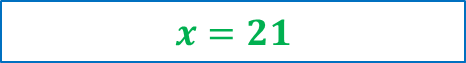 x = 21